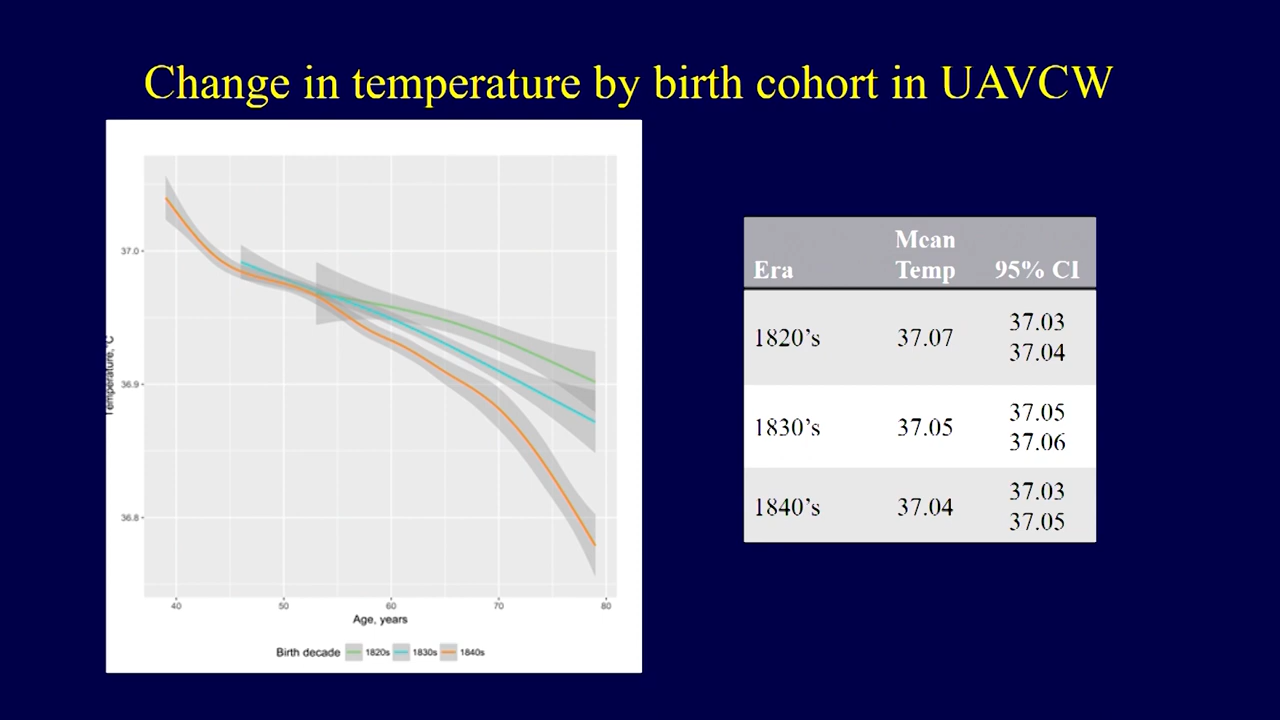 Change in temperature by birth cohort in UAVCW
37.0
36.9
36.8
Temperature, °C
40 50 60 70 80
Age, years
Birth decade 1820s 1830s 1840s
Era Mean Temp 95% CI
1820's 37.07 37.03 37.04
1830's 37.05 37.05 37.06
1840's 37.04 37.03 37.05